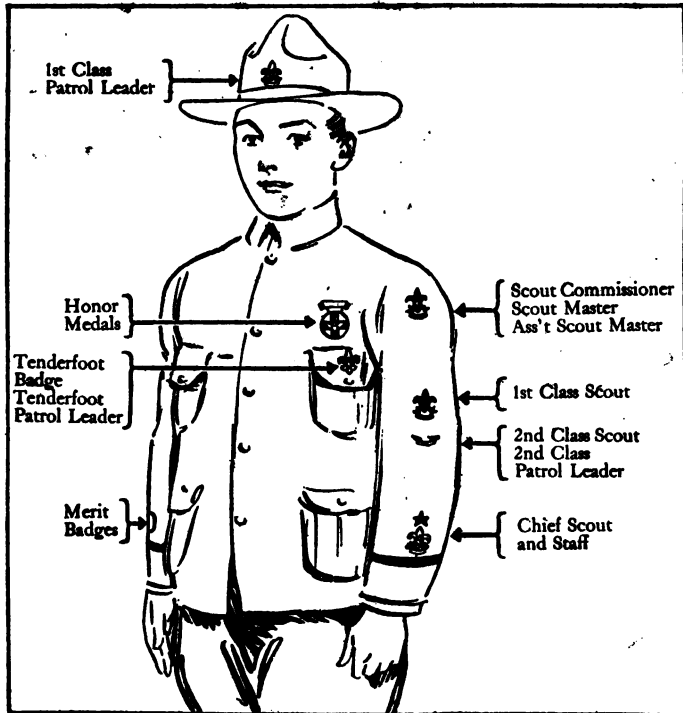 1st Class
Patrol Leader
Honor
Medals
Tenderfoot
Badge
Tenderfoot
Patrol Leader
Merit
Badges
Scout Commissioner
Scout Master
Ass't Scout Master
1st Class Scout
2nd Class Scout
2nd Class
Patrol Leader
Chief Scout
and Staff